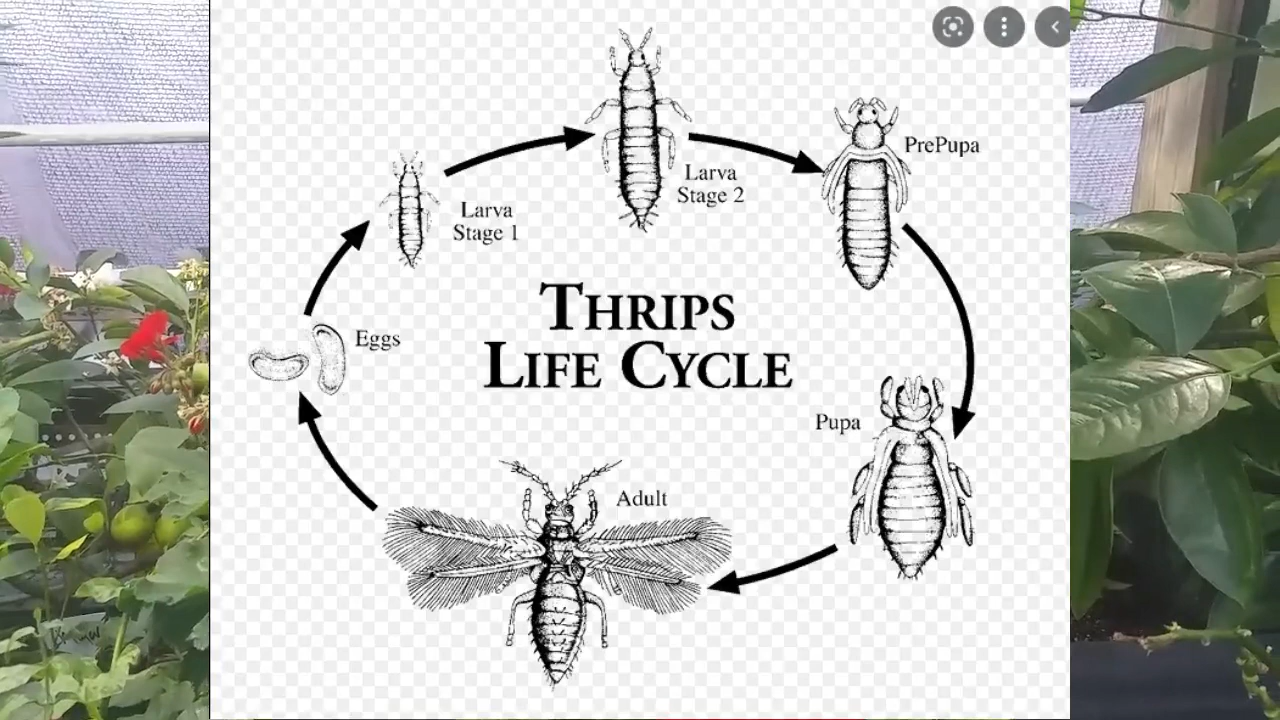 PrePupa
Larva
Stage 2
Larva
Stage 1
THRIPS
LIFE CYCLE
Eggs
Pupa
Adult